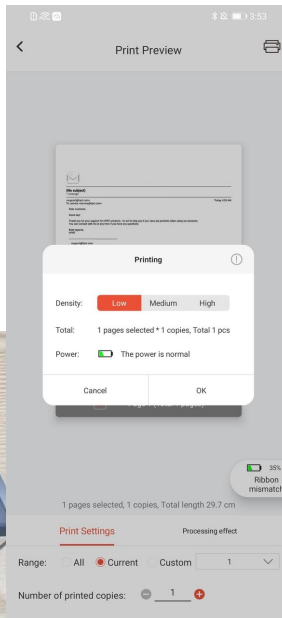 3:53
Print Preview
(No subject)
Printing
Density: Low Medium High
Total: 1 pages selected * 1 copies, Total 1 pcs
Power: The power is normal
Cancel OK
35%
Ribbon
mismatch
1 pages selected, 1 copies, Total length 29.7 cm
Print Settings Processing effect
Range: All Current Custom 1
Number of printed copies: 1